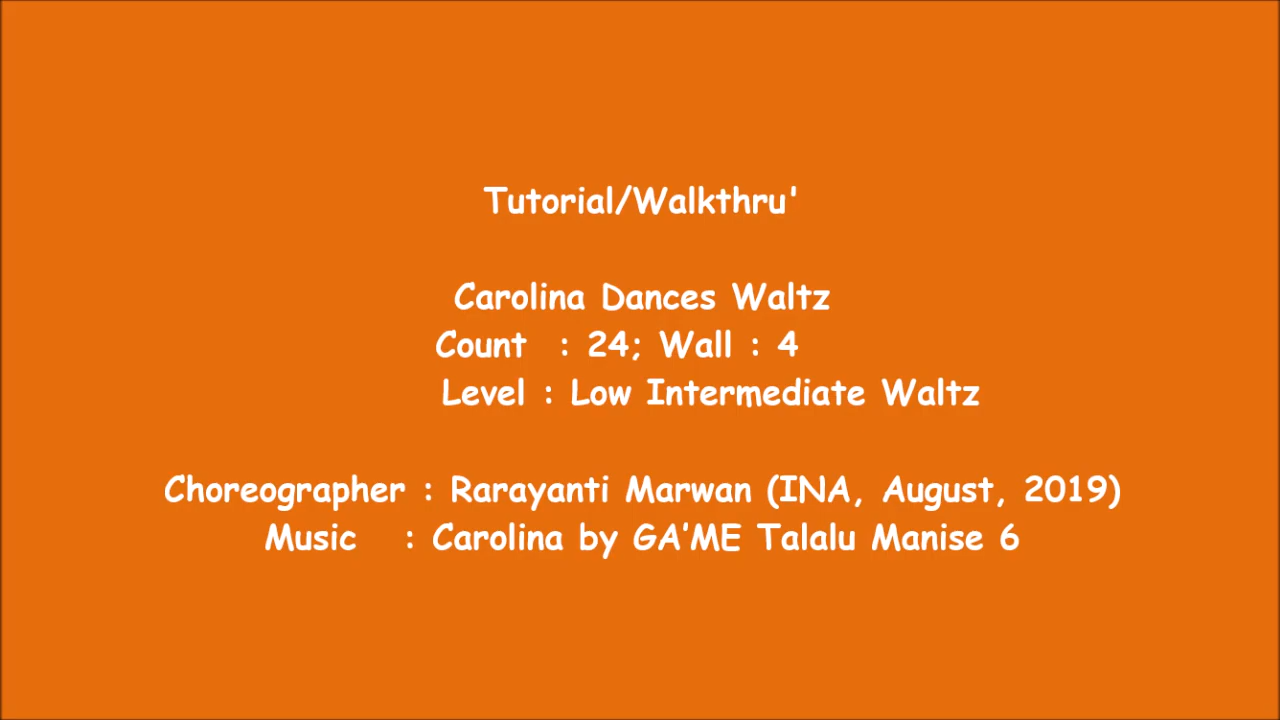 Tutorial/Walkthru'
Carolina Dances Waltz
Count : 24; Wall : 4
Level : Low Intermediate Waltz
Choreographer : Rarayanti Marwan (INA, August, 2019)
Music : Carolina by GA’ME Talalu Manise 6